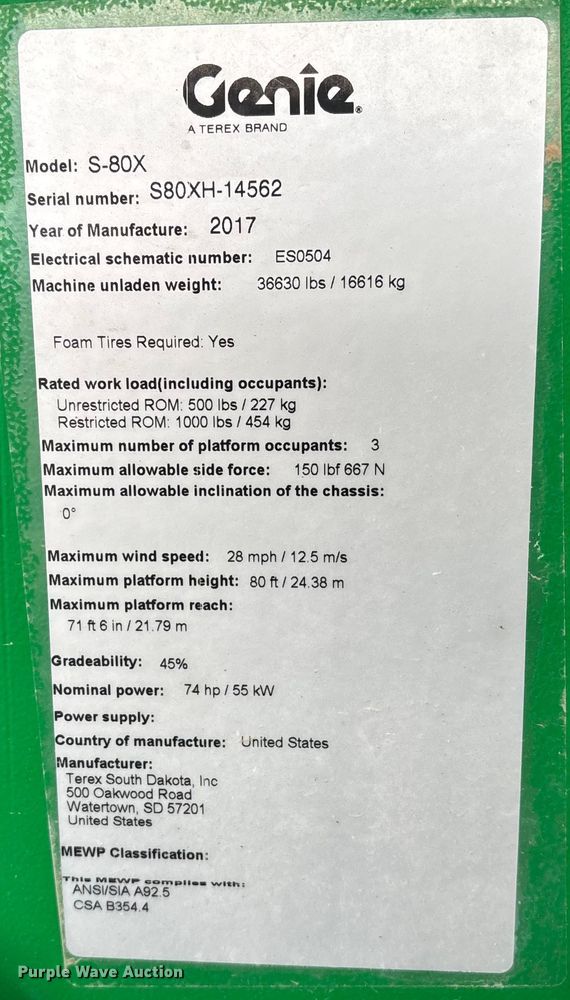 Genie®
A TEREX BRAND
Model: S-80X
Serial number: S80XH-14562
Year of Manufacture: 2017
Electrical schematic number: ES0504
Machine unladen weight: 36630 lbs / 16616 kg
Foam Tires Required: Yes
Rated work load(including occupants):
Unrestricted ROM: 500 lbs / 227 kg
Restricted ROM: 1000 lbs / 454 kg
Maximum number of platform occupants: 3
Maximum allowable side force: 150 lbf 667 N
Maximum allowable inclination of the chassis:
0°
Maximum wind speed: 28 mph / 12.5 m/s
Maximum platform height: 80 ft / 24.38 m
Maximum platform reach:
71 ft 6 in / 21.79 m
Gradeability: 45%
Nominal power: 74 hp / 55 kW
Power supply:
Country of manufacture: United States
Manufacturer:
Terex South Dakota, Inc
500 Oakwood Road
Watertown, SD 57201
United States
MEWP Classification:
This MEWP complies with:
ANSI/SIA A92.5
CSA B354.4
Purple Wave Auction